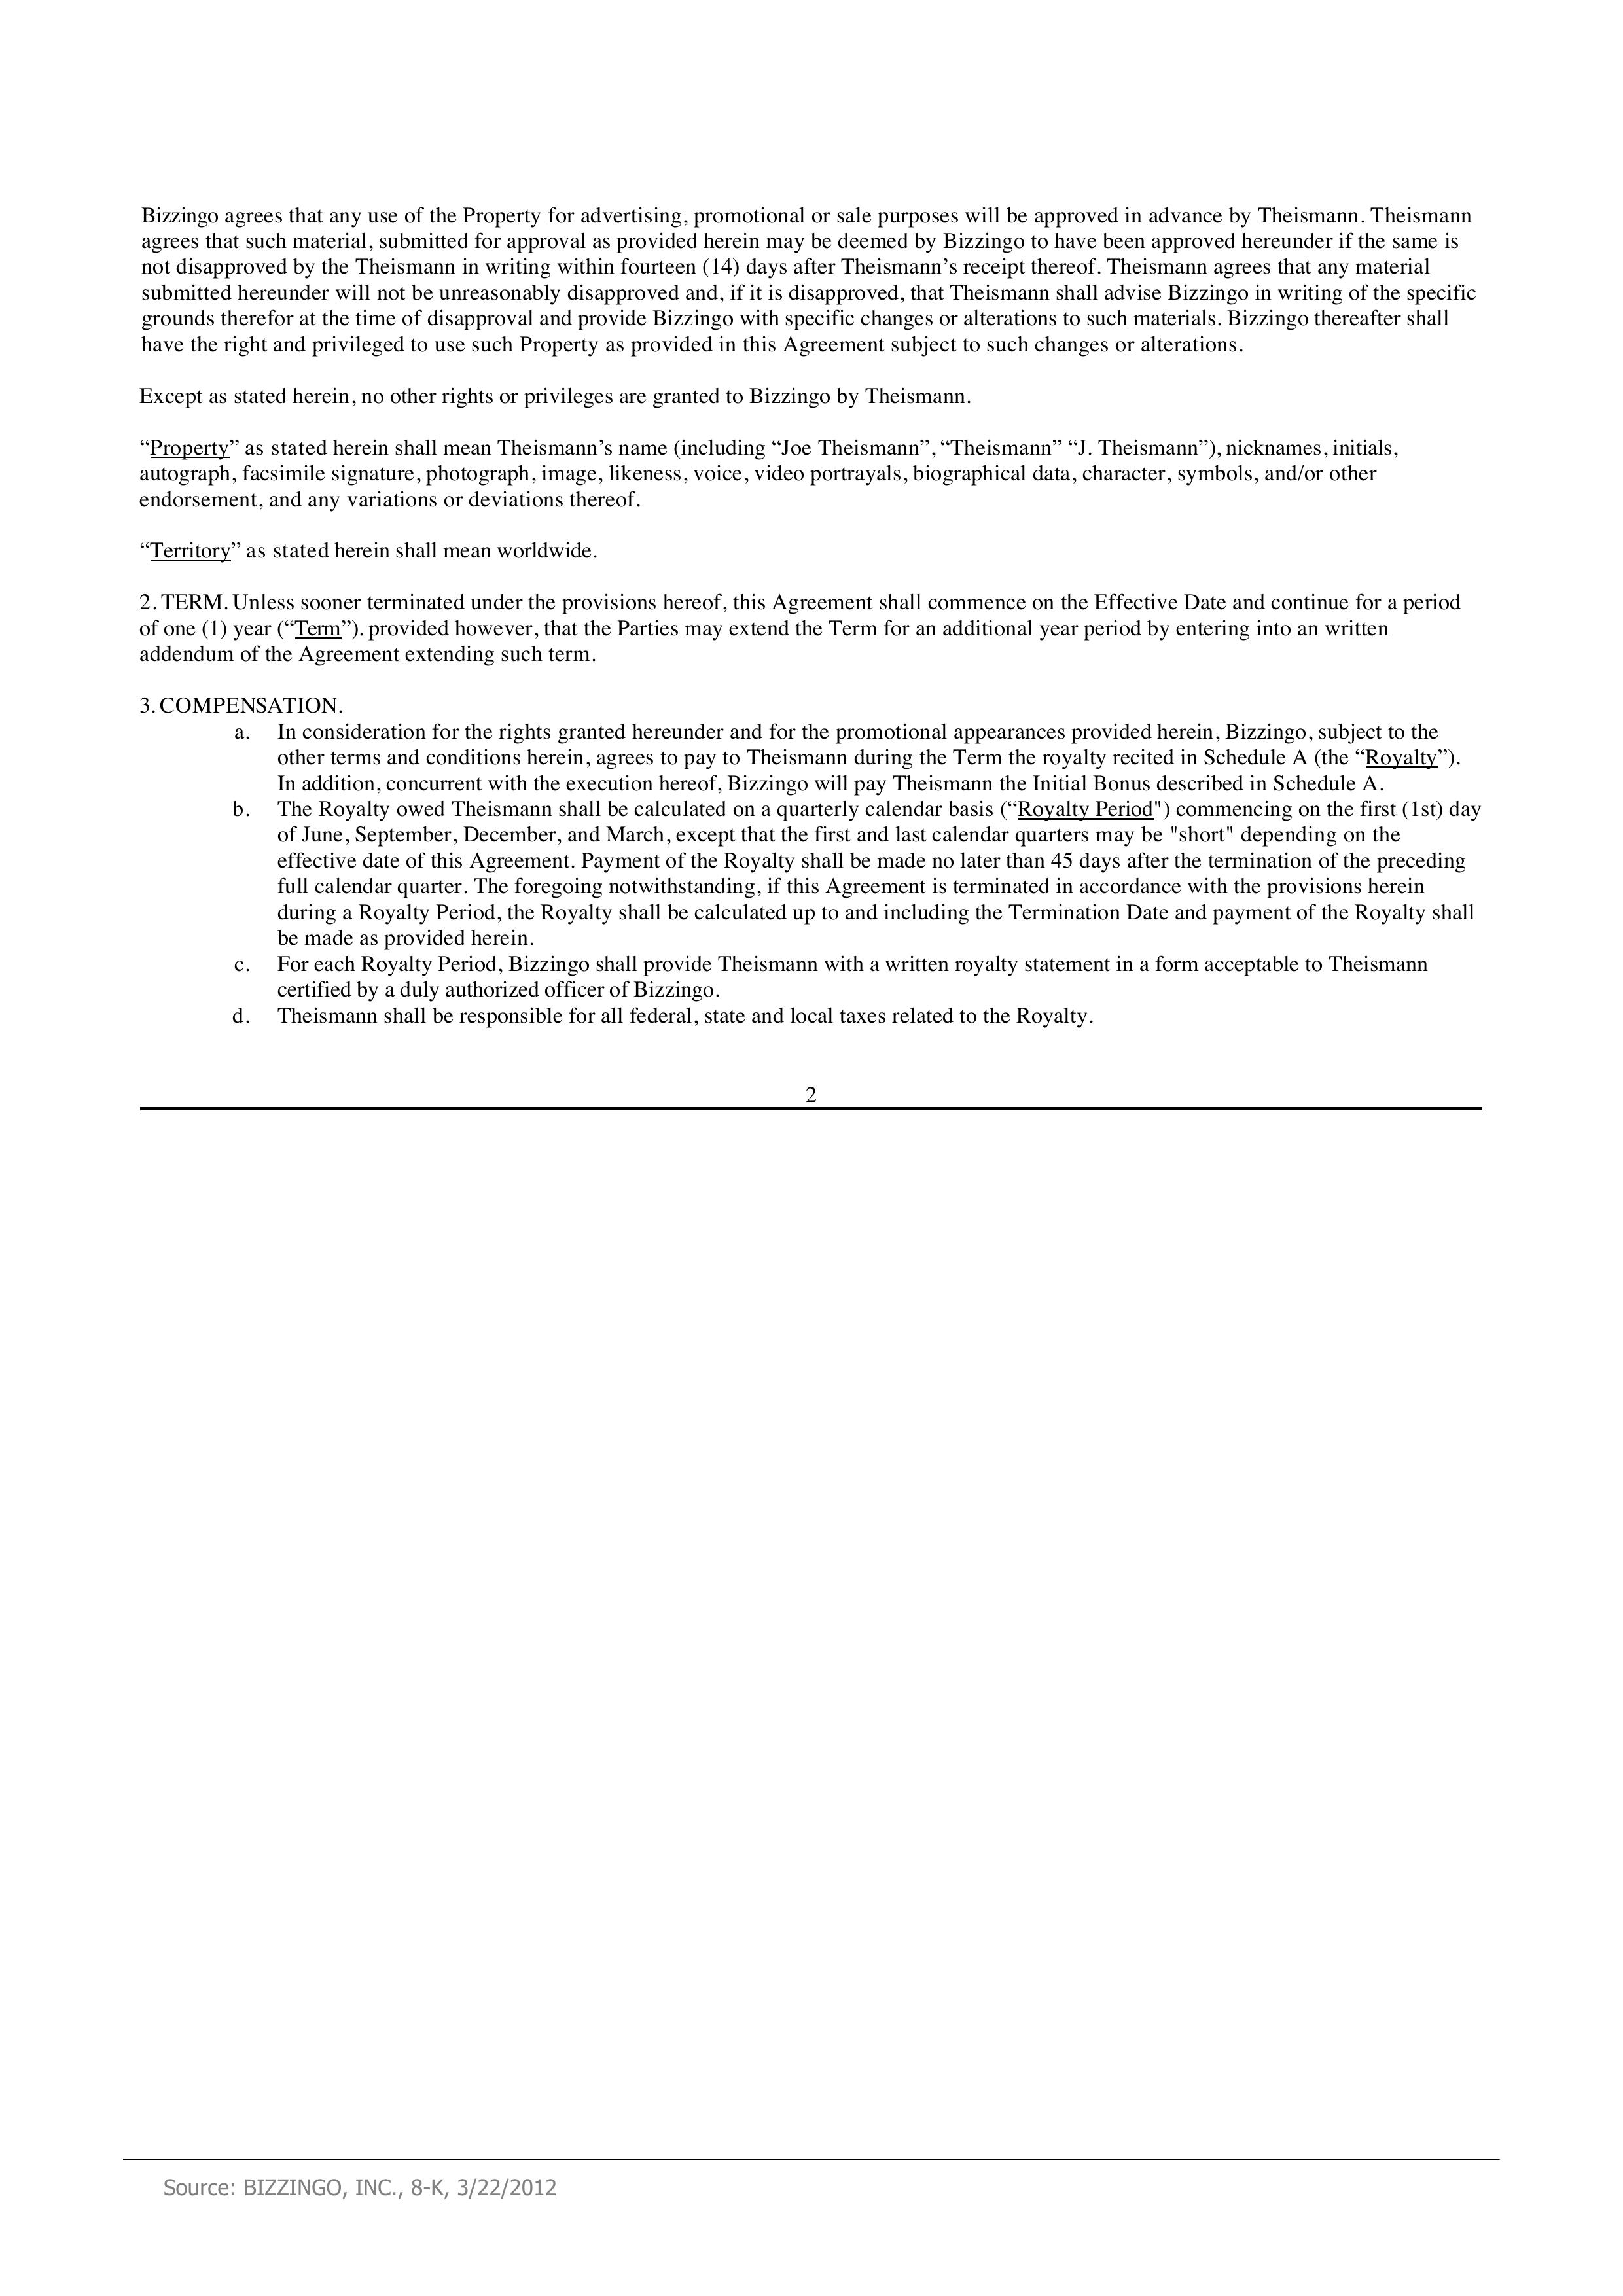 Bizzingo agrees that any use of the Property for advertising, promotional or sale purposes will be approved in advance by Theismann. Theismann
agrees that such material, submitted for approval as provided herein may be deemed by Bizzingo to have been approved hereunder if the same is
not disapproved by the Theismann in writing within fourteen (14) days after Theismann’s receipt thereof. Theismann agrees that any material
submitted hereunder will not be unreasonably disapproved and, if it is disapproved, that Theismann shall advise Bizzingo in writing of the specific
grounds therefor at the time of disapproval and provide Bizzingo with specific changes or alterations to such materials. Bizzingo thereafter shall
have the right and privileged to use such Property as provided in this Agreement subject to such changes or alterations.
Except as stated herein, no other rights or privileges are granted to Bizzingo by Theismann.
“Property” as stated herein shall mean Theismann’s name (including “Joe Theismann”, “Theismann” “J. Theismann”), nicknames, initials,
autograph, facsimile signature, photograph, image, likeness, voice, video portrayals, biographical data, character, symbols, and/or other
endorsement, and any variations or deviations thereof.
“Territory” as stated herein shall mean worldwide.
2. TERM. Unless sooner terminated under the provisions hereof, this Agreement shall commence on the Effective Date and continue for a period
of one (1) year (“Term”). provided however, that the Parties may extend the Term for an additional year period by entering into an written
addendum of the Agreement extending such term.
3. COMPENSATION.
a. In consideration for the rights granted hereunder and for the promotional appearances provided herein, Bizzingo, subject to the
other terms and conditions herein, agrees to pay to Theismann during the Term the royalty recited in Schedule A (the “Royalty”).
In addition, concurrent with the execution hereof, Bizzingo will pay Theismann the Initial Bonus described in Schedule A.
b. The Royalty owed Theismann shall be calculated on a quarterly calendar basis (“Royalty Period") commencing on the first (1st) day
of June, September, December, and March, except that the first and last calendar quarters may be "short" depending on the
effective date of this Agreement. Payment of the Royalty shall be made no later than 45 days after the termination of the preceding
full calendar quarter. The foregoing notwithstanding, if this Agreement is terminated in accordance with the provisions herein
during a Royalty Period, the Royalty shall be calculated up to and including the Termination Date and payment of the Royalty shall
be made as provided herein.
c. For each Royalty Period, Bizzingo shall provide Theismann with a written royalty statement in a form acceptable to Theismann
certified by a duly authorized officer of Bizzingo.
d. Theismann shall be responsible for all federal, state and local taxes related to the Royalty.
2
Source: BIZZINGO, INC., 8-K, 3/22/2012